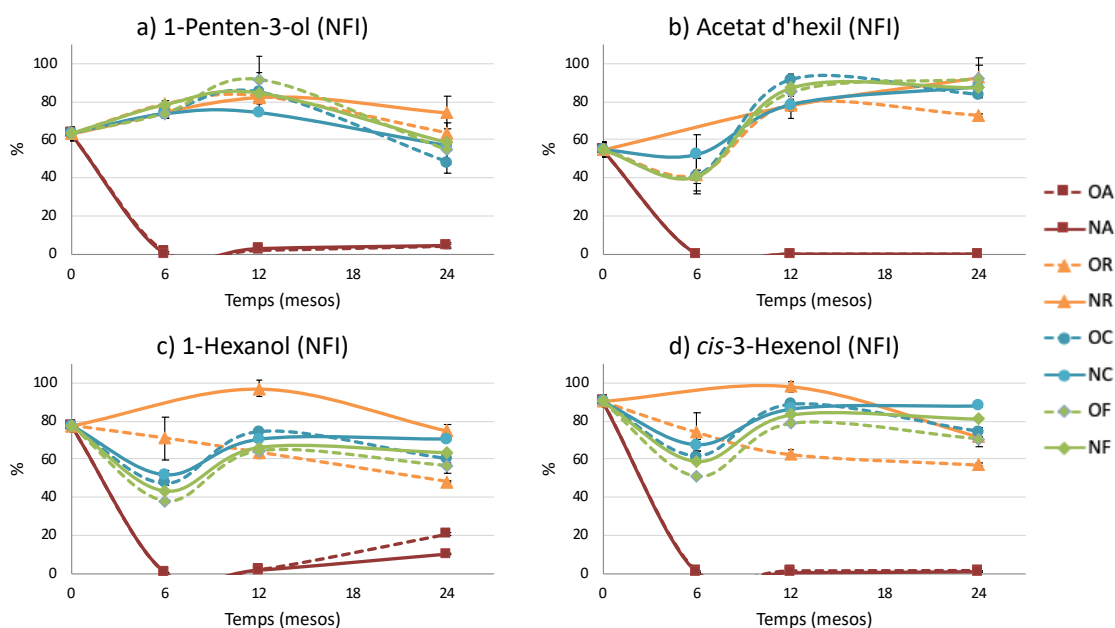 a) 1-Penten-3-ol (NFI)
100
80
60
40
20
0
%
0 6 12 18 24
Temps (mesos)
b) Acetat d'hexil (NFI)
100
80
60
40
20
0
%
0 6 12 18 24
Temps (mesos)
c) 1-Hexanol (NFI)
100
80
60
40
20
0
%
0 6 12 18 24
Temps (mesos)
d) cis-3-Hexenol (NFI)
100
80
60
40
20
0
%
0 6 12 18 24
Temps (mesos)
OA
NA
OR
NR
OC
NC
OF
NF